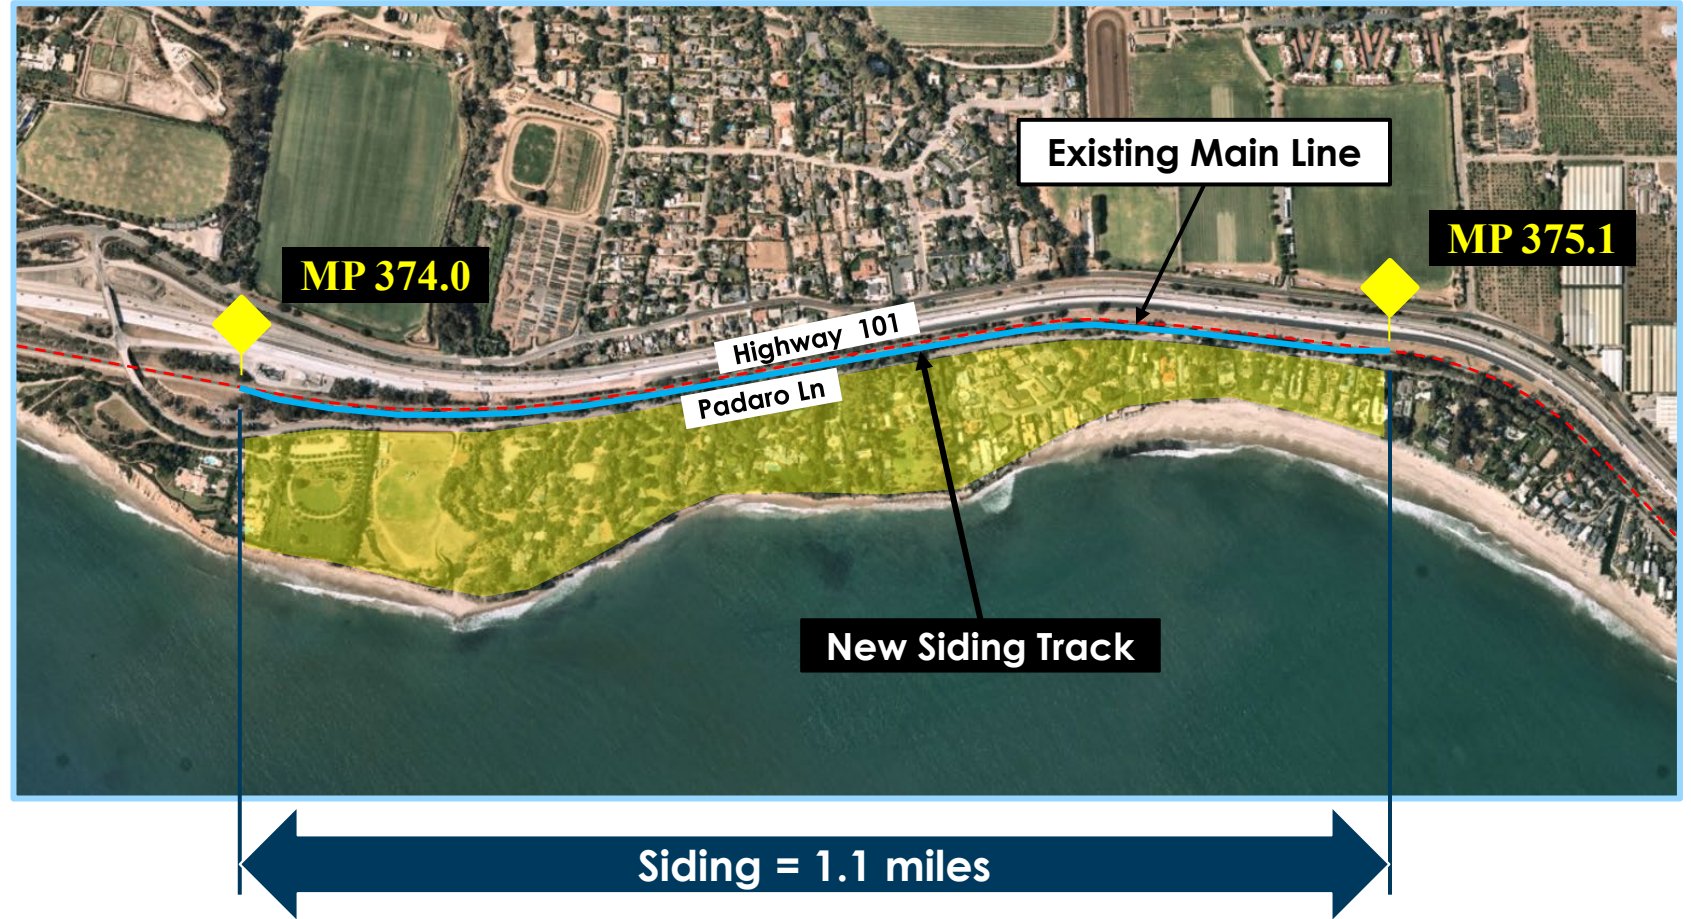 Existing Main Line
MP 375.1
MP 374.0
Highway 101
Padaro Ln
New Siding Track
Siding = 1.1 miles